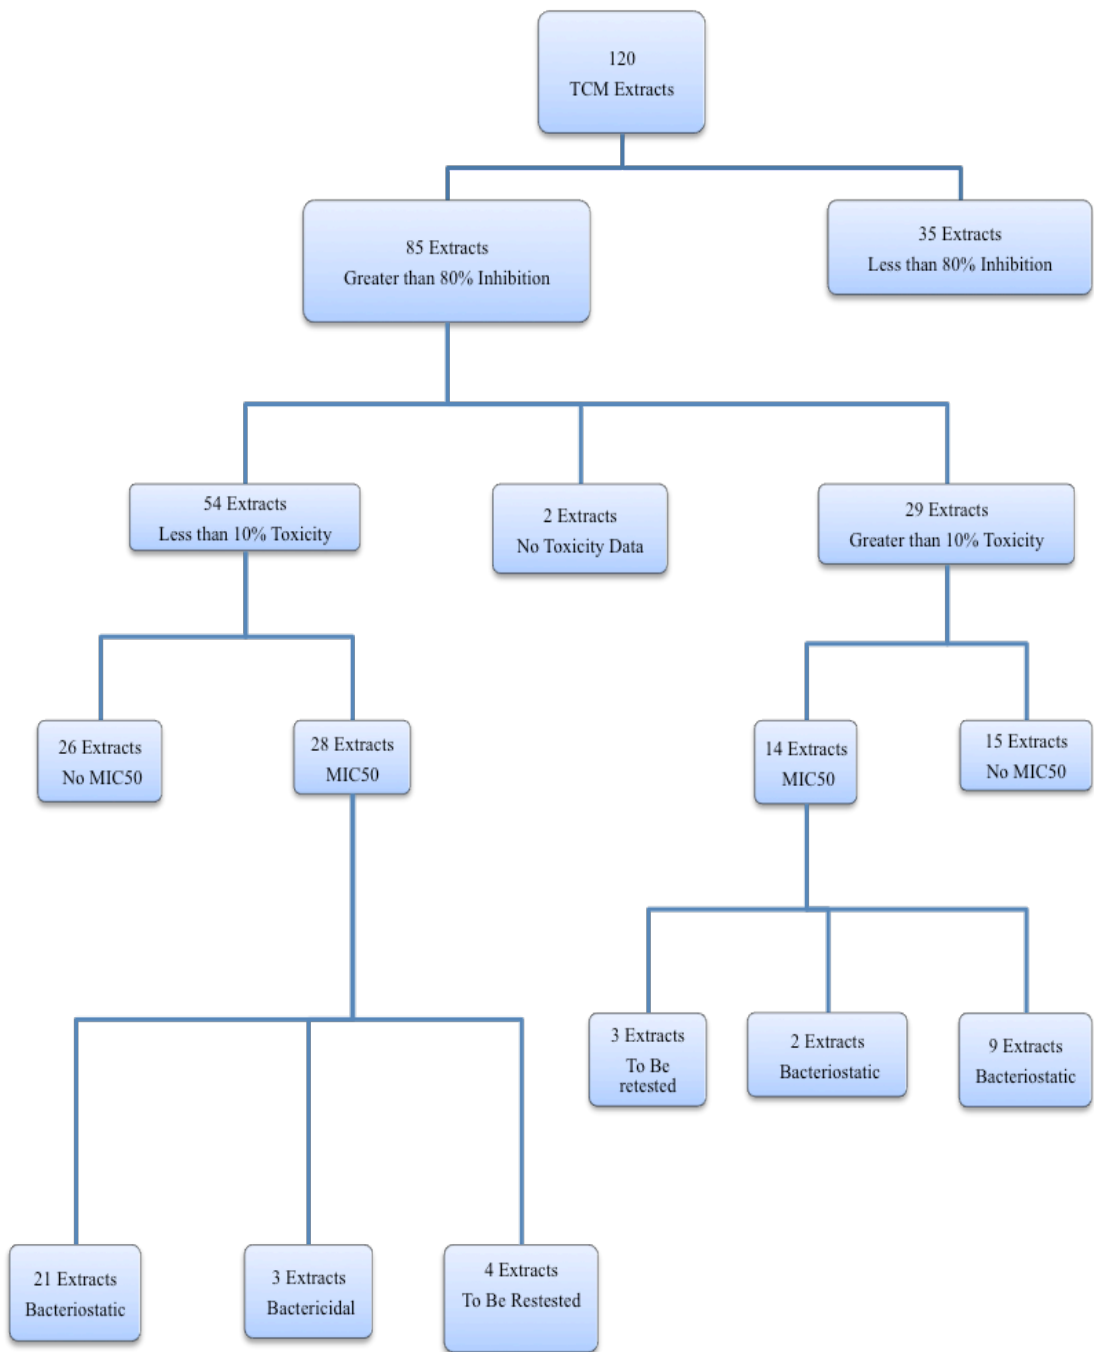 120
TCM Extracts
85 Extracts
Greater than 80% Inhibition
35 Extracts
Less than 80% Inhibition
54 Extracts
Less than 10% Toxicity
2 Extracts
No Toxicity Data
29 Extracts
Greater than 10% Toxicity
26 Extracts
No MIC50
28 Extracts
MIC50
14 Extracts
MIC50
15 Extracts
No MIC50
3 Extracts
To Be
retested
2 Extracts
Bacteriostatic
9 Extracts
Bacteriostatic
21 Extracts
Bacteriostatic
3 Extracts
Bactericidal
4 Extracts
To Be Restested